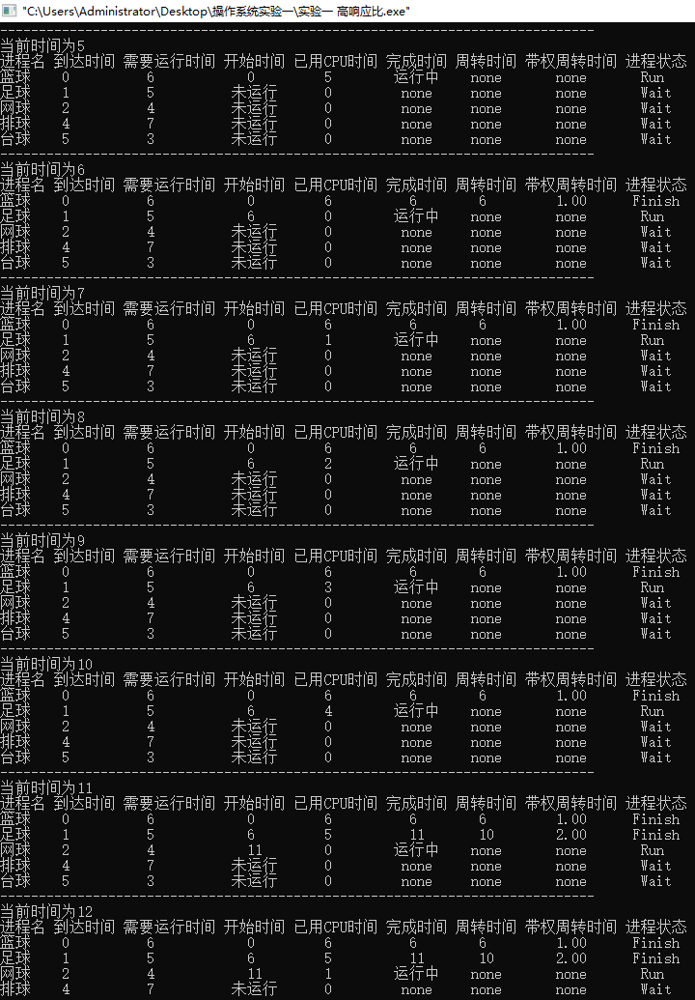 "C:\Users\Administrator\Desktop\操作系统实验一\实验一 高响应比.exe"
当前时间为5
进程名 到达时间 需要运行时间 开始时间 已用CPU时间 完成时间 周转时间 带权周转时间 进程状态
篮球 0 6 0 5 运行中 none none Run
足球 1 5 未运行 0 none none none Wait
网球 2 4 未运行 0 none none none Wait
排球 4 7 未运行 0 none none none Wait
台球 5 3 未运行 0 none none none Wait
当前时间为6
进程名 到达时间 需要运行时间 开始时间 已用CPU时间 完成时间 周转时间 带权周转时间 进程状态
篮球 0 6 0 6 6 6 1.00 Finish
足球 1 5 6 0 运行中 none none Run
网球 2 4 未运行 0 none none none Wait
排球 4 7 未运行 0 none none none Wait
台球 5 3 未运行 0 none none none Wait
当前时间为7
进程名 到达时间 需要运行时间 开始时间 已用CPU时间 完成时间 周转时间 带权周转时间 进程状态
篮球 0 6 0 6 6 6 1.00 Finish
足球 1 5 6 1 运行中 none none Run
网球 2 4 未运行 0 none none none Wait
排球 4 7 未运行 0 none none none Wait
台球 5 3 未运行 0 none none none Wait
当前时间为8
进程名 到达时间 需要运行时间 开始时间 已用CPU时间 完成时间 周转时间 带权周转时间 进程状态
篮球 0 6 0 6 6 6 1.00 Finish
足球 1 5 6 2 运行中 none none Run
网球 2 4 未运行 0 none none none Wait
排球 4 7 未运行 0 none none none Wait
台球 5 3 未运行 0 none none none Wait
当前时间为9
进程名 到达时间 需要运行时间 开始时间 已用CPU时间 完成时间 周转时间 带权周转时间 进程状态
篮球 0 6 0 6 6 6 1.00 Finish
足球 1 5 6 3 运行中 none none Run
网球 2 4 未运行 0 none none none Wait
排球 4 7 未运行 0 none none none Wait
台球 5 3 未运行 0 none none none Wait
当前时间为10
进程名 到达时间 需要运行时间 开始时间 已用CPU时间 完成时间 周转时间 带权周转时间 进程状态
篮球 0 6 0 6 6 6 1.00 Finish
足球 1 5 6 4 运行中 none none Run
网球 2 4 未运行 0 none none none Wait
排球 4 7 未运行 0 none none none Wait
台球 5 3 未运行 0 none none none Wait
当前时间为11
进程名 到达时间 需要运行时间 开始时间 已用CPU时间 完成时间 周转时间 带权周转时间 进程状态
篮球 0 6 0 6 6 6 1.00 Finish
足球 1 5 6 5 11 10 2.00 Finish
网球 2 4 11 0 运行中 none none Run
排球 4 7 未运行 0 none none none Wait
台球 5 3 未运行 0 none none none Wait
当前时间为12
进程名 到达时间 需要运行时间 开始时间 已用CPU时间 完成时间 周转时间 带权周转时间 进程状态
篮球 0 6 0 6 6 6 1.00 Finish
足球 1 5 6 5 11 10 2.00 Finish
网球 2 4 11 1 运行中 none none Run
排球 4 7 未运行 0 none none none Wait